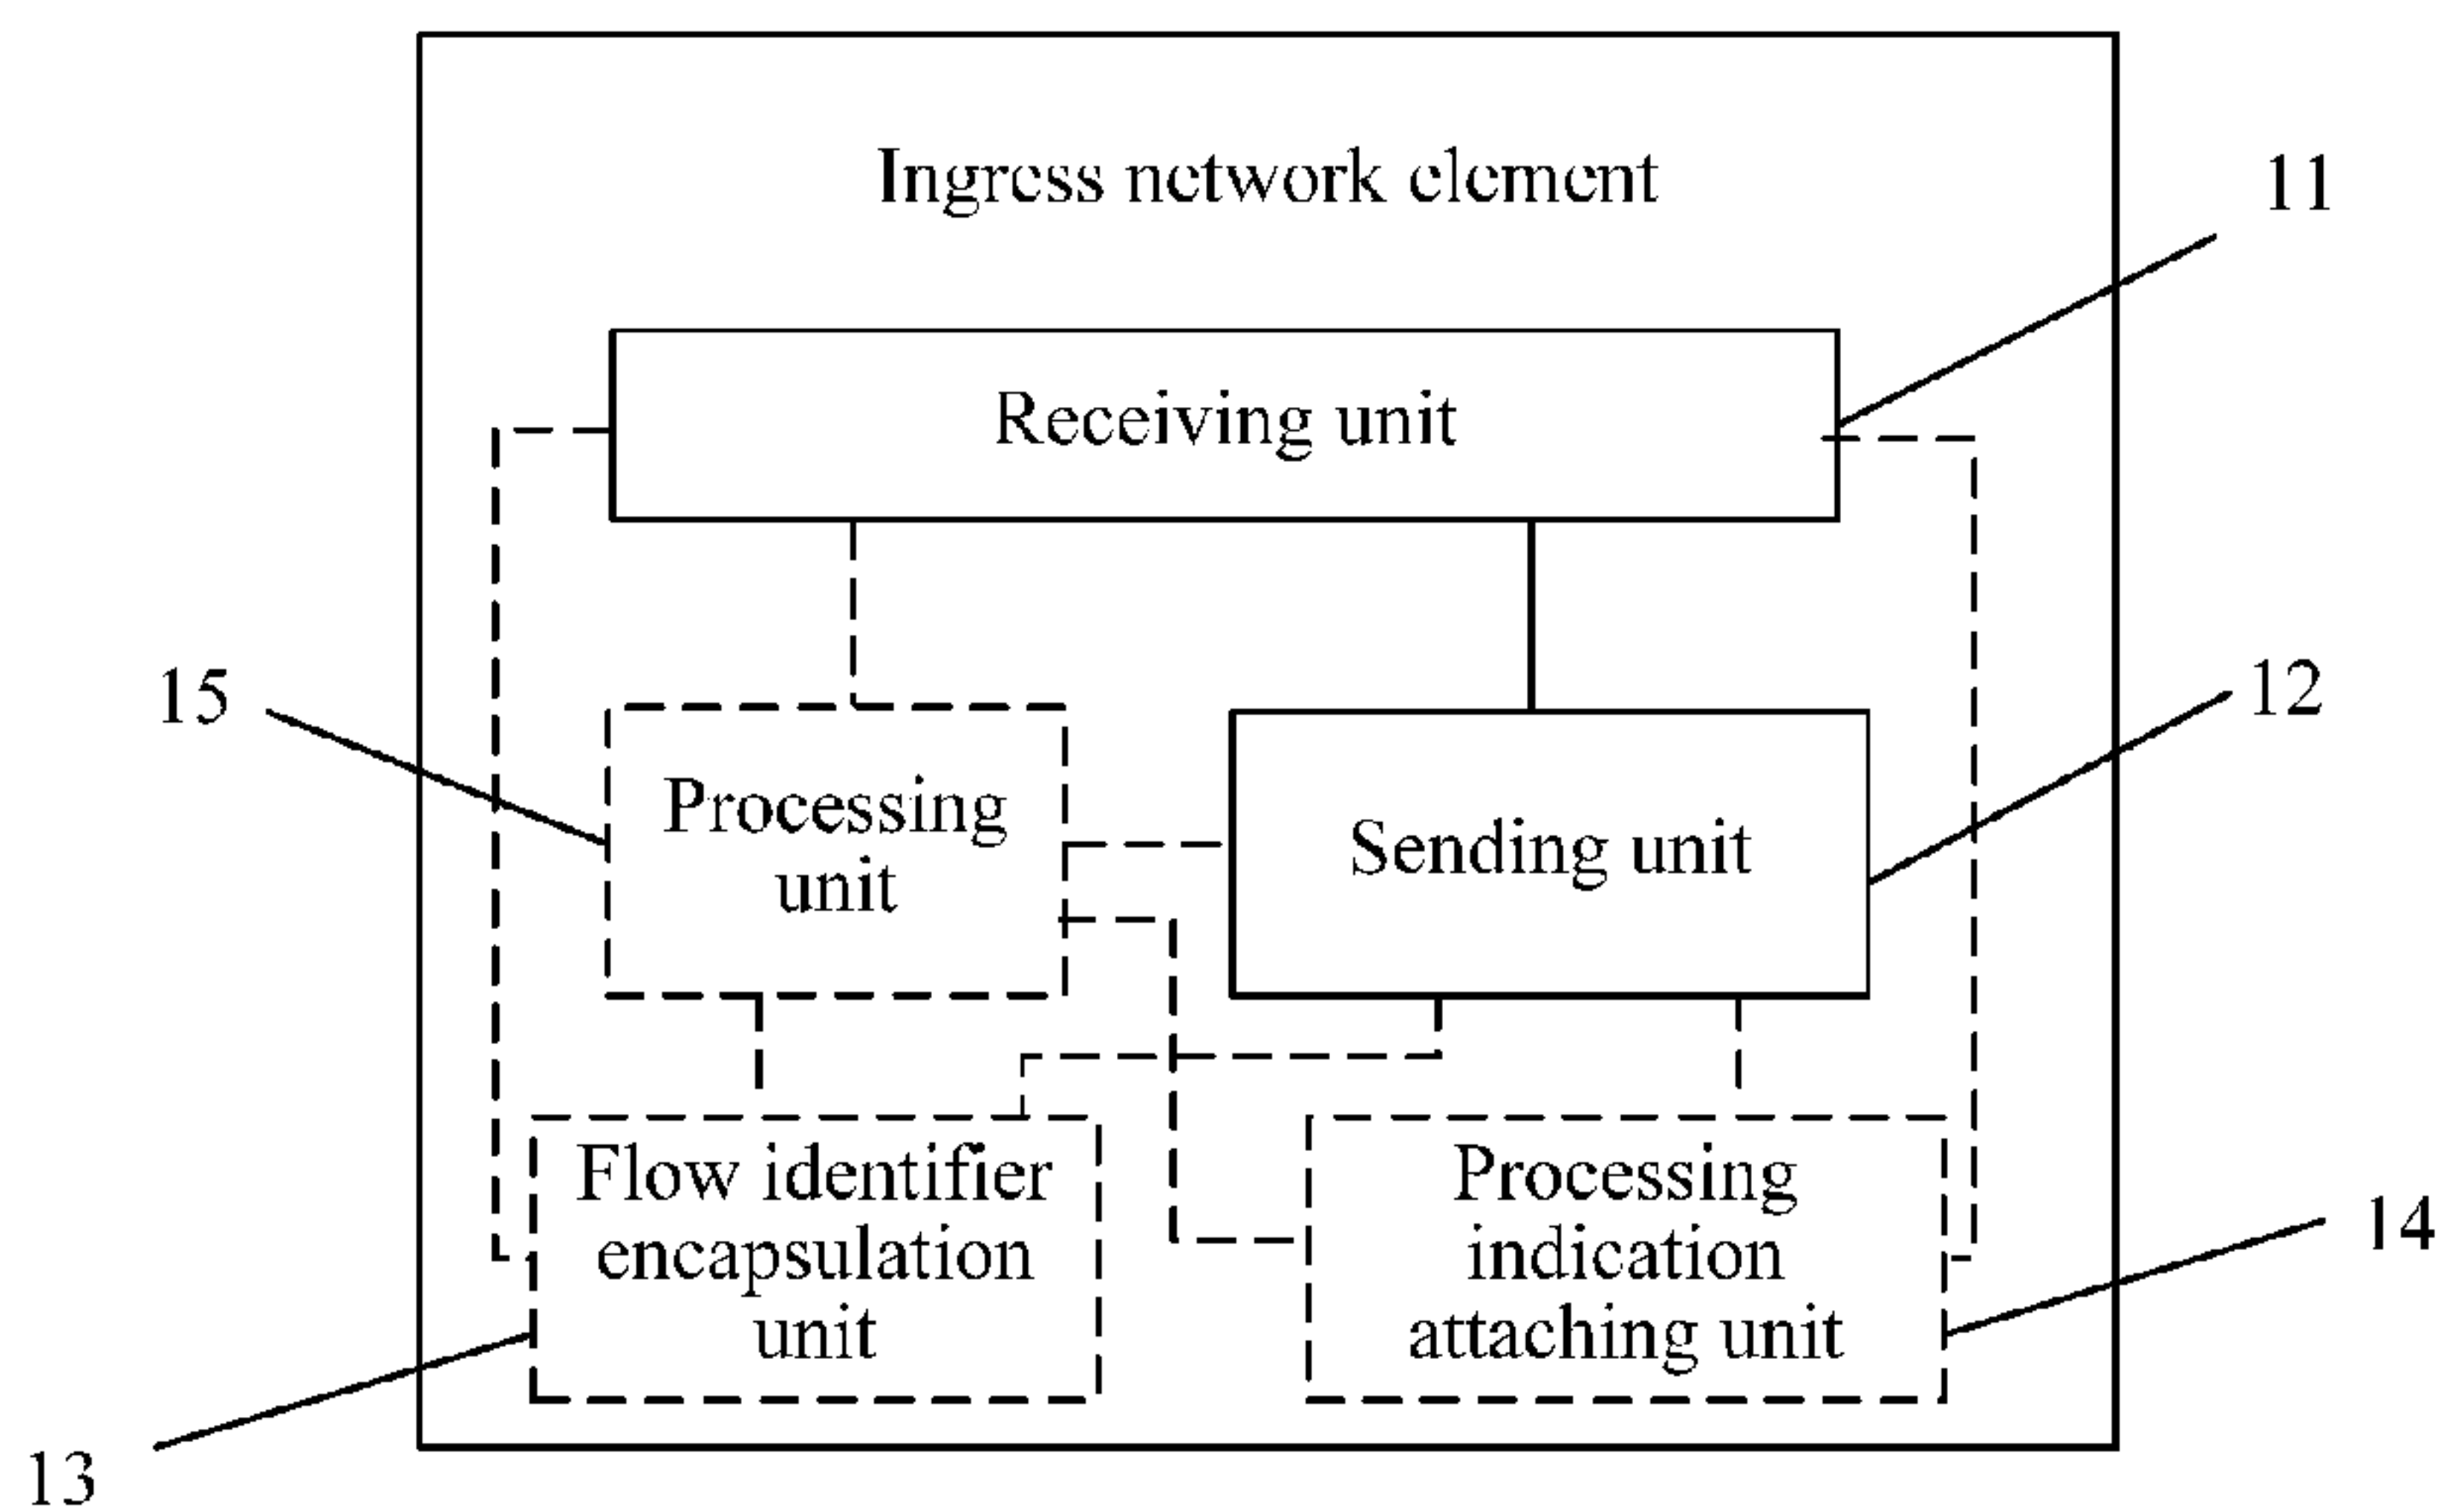 Ingress network element
11
Receiving unit
15
12
Processing
unit
Sending unit
Flow identifier
encapsulation
unit
Processing
indication
attaching unit
14
13